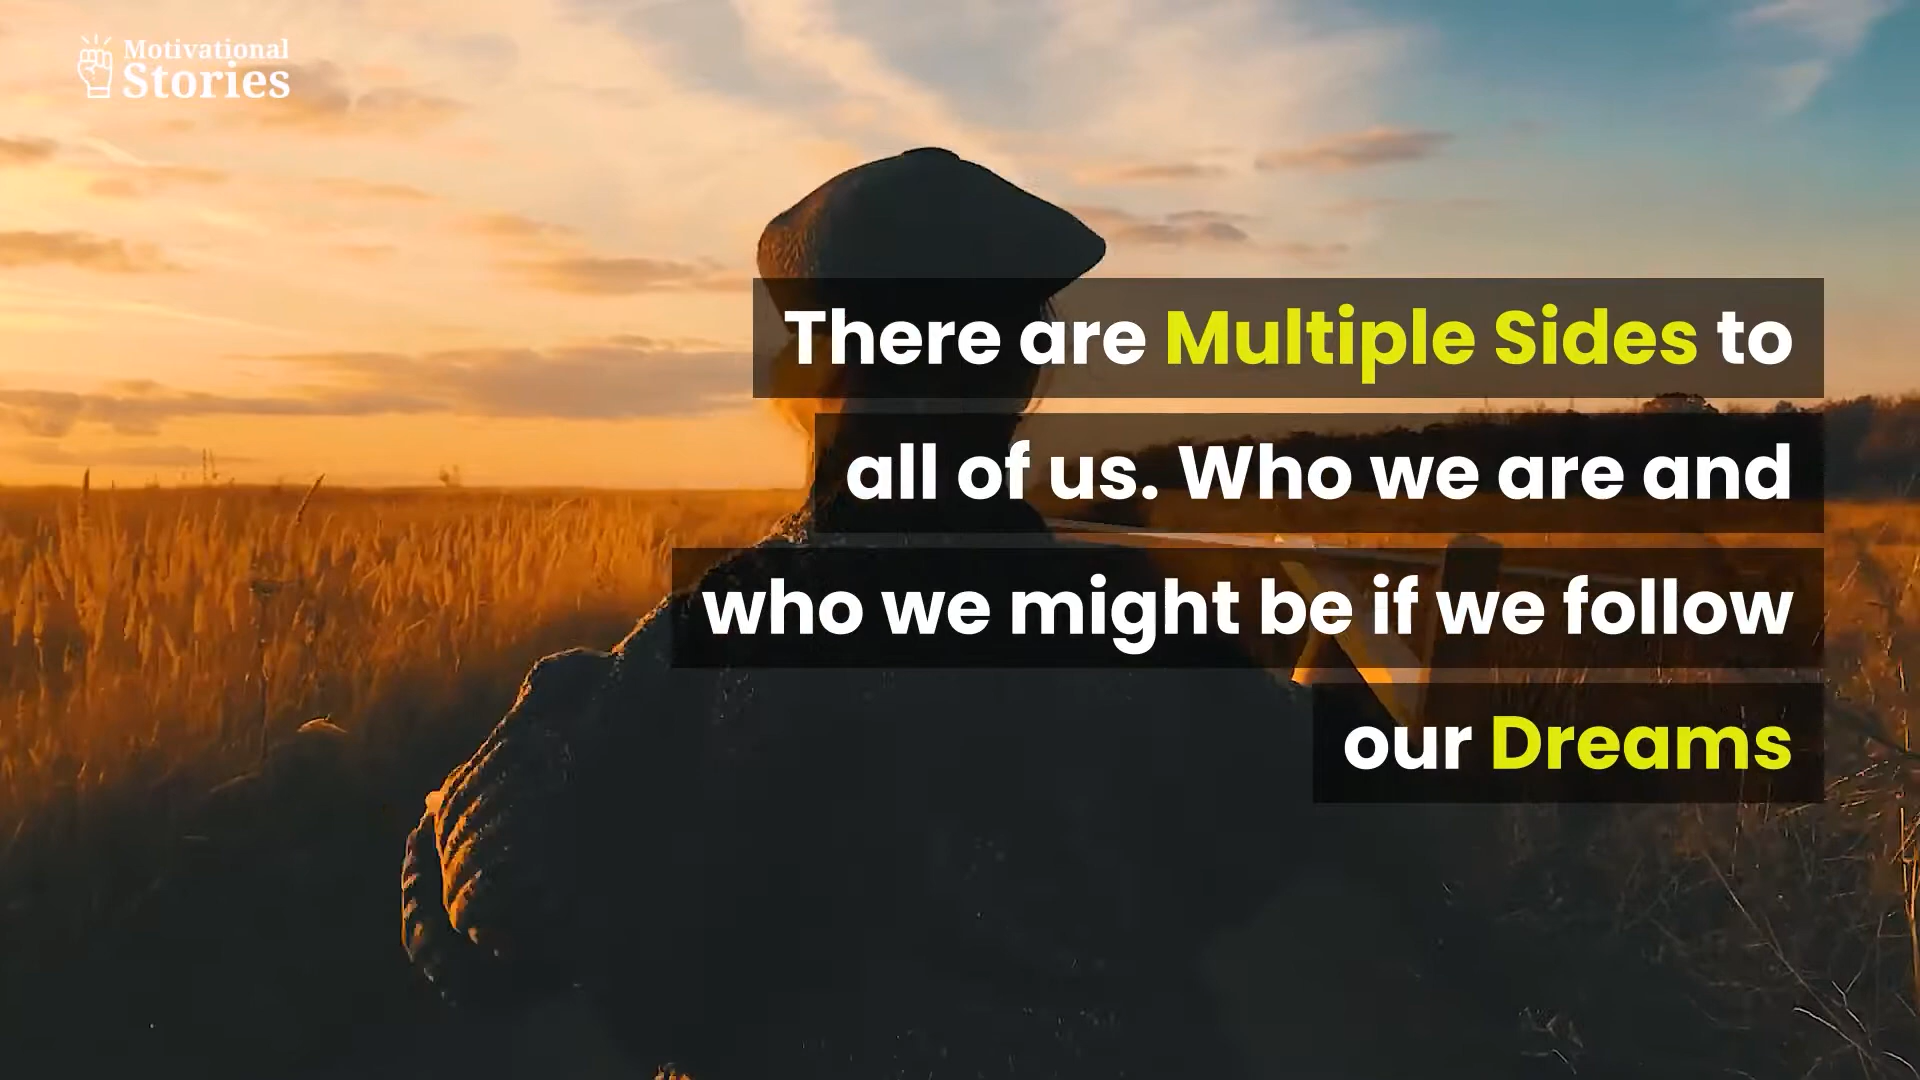 Motivational
Stories
There are Multiple Sides to
all of us. Who we are and
who we might be if we follow
our Dreams